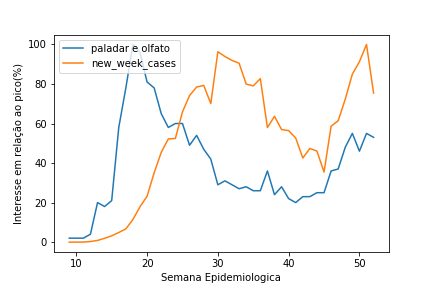 paladar e olfato
new_week_cases
Interesse em relação ao pico(%)
100
80
60
40
20
0
10 20 30 40 50
Semana Epidemiologica